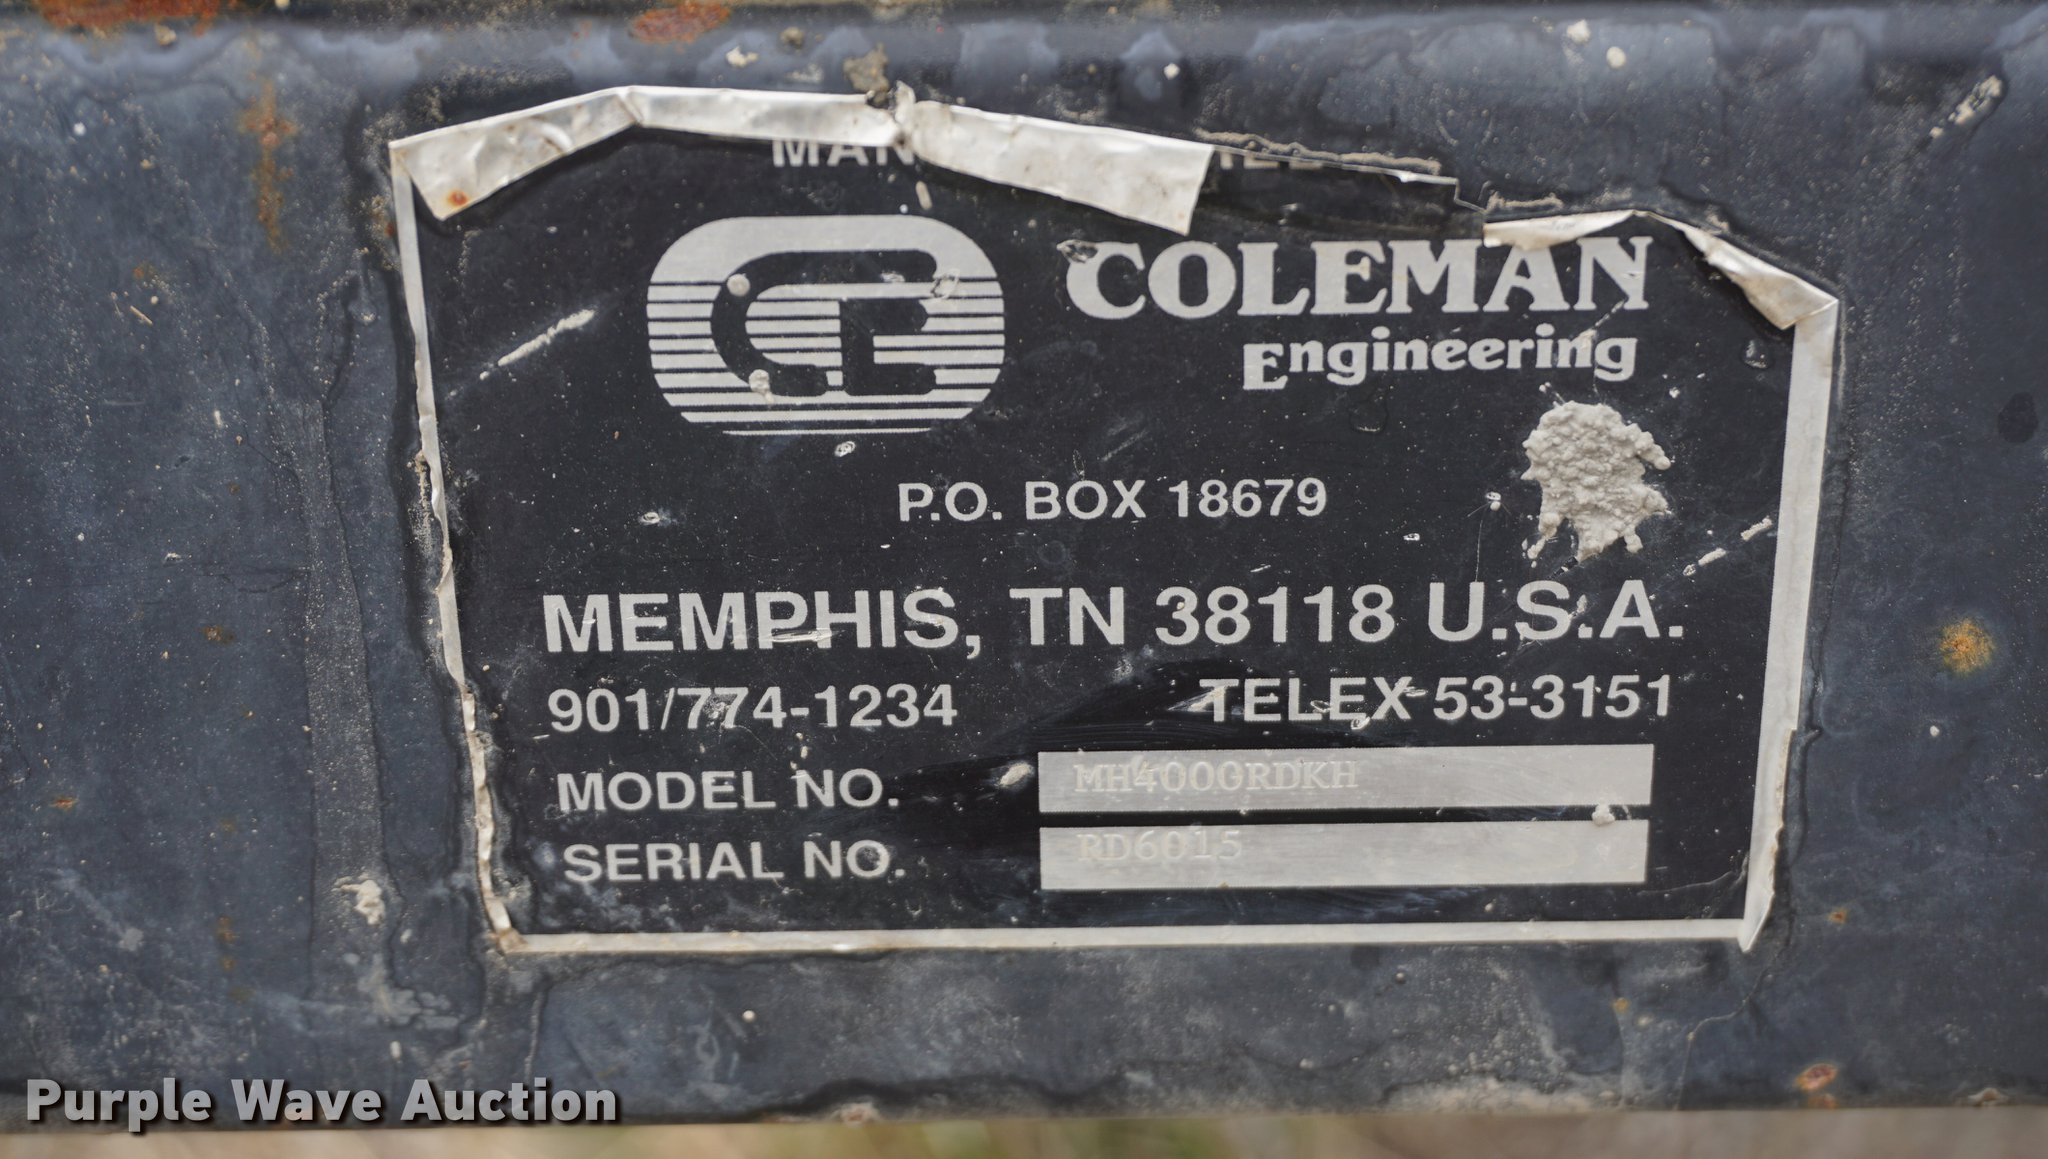 MAN
COLEMAN
Engineering
P.O. BOX 18679
MEMPHIS, TN 38118 U.S.A.
901/774-1234 TELEX 53-3151
MODEL NO. MH4000RDKH
SERIAL NO. RD6015
Purple Wave Auction